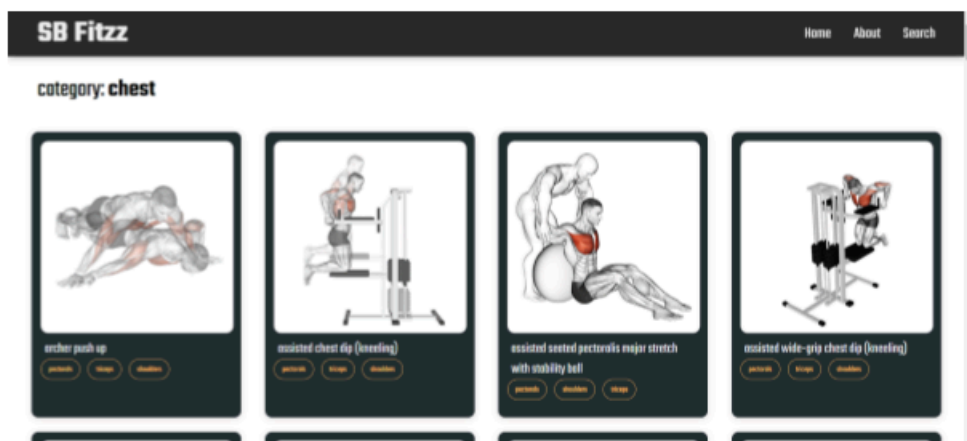 SB Fitzz
Home About Search
category: chest
archer push up
pectorals triceps shoulders
assisted chest dip (kneeling)
pectorals triceps shoulders
assisted seated pectoralis major stretch
with stability ball
pectorals shoulders triceps
assisted wide-grip chest dip (kneeling)
pectorals triceps shoulders